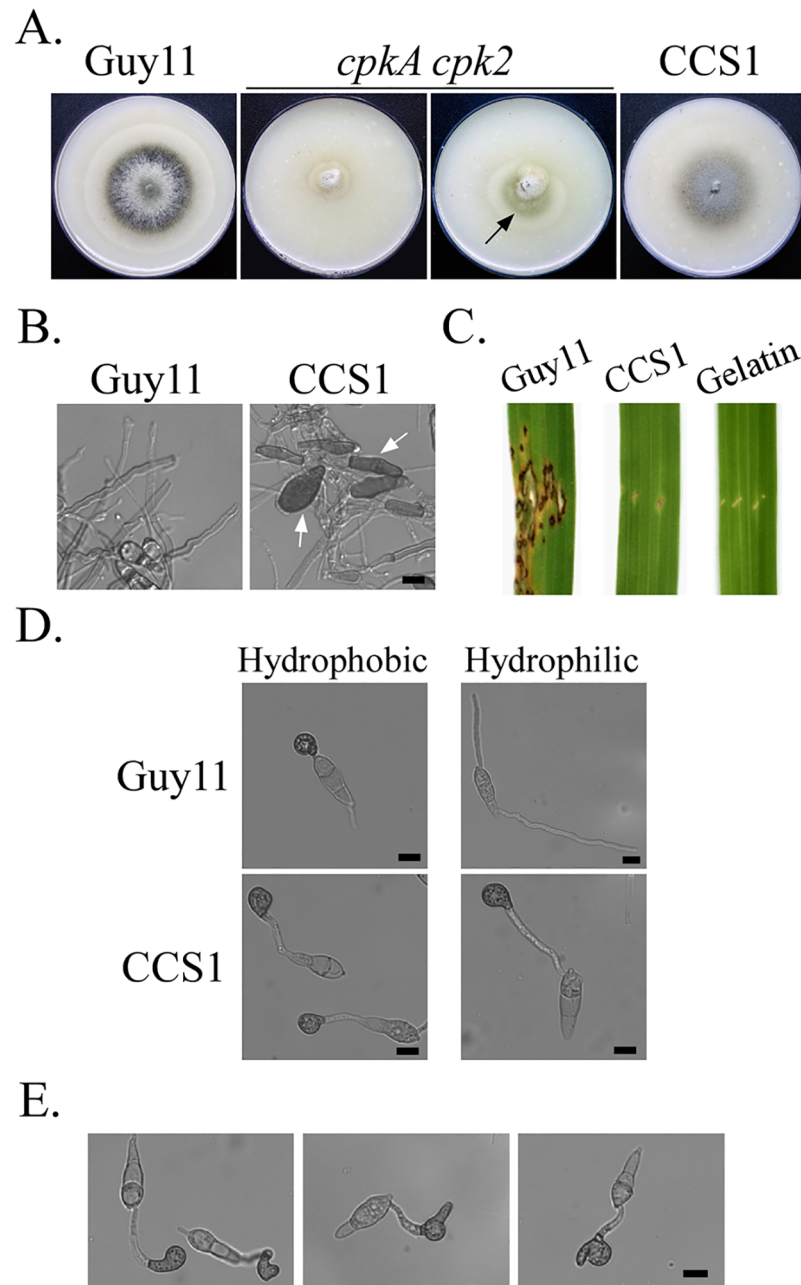 A.
Guy11 cpkA cpk2 CCS1
B.
Guy11 CCS1
C.
Guy11 CCS1 Gelatin
D.
Hydrophobic Hydrophilic
Guy11
CCS1
E.